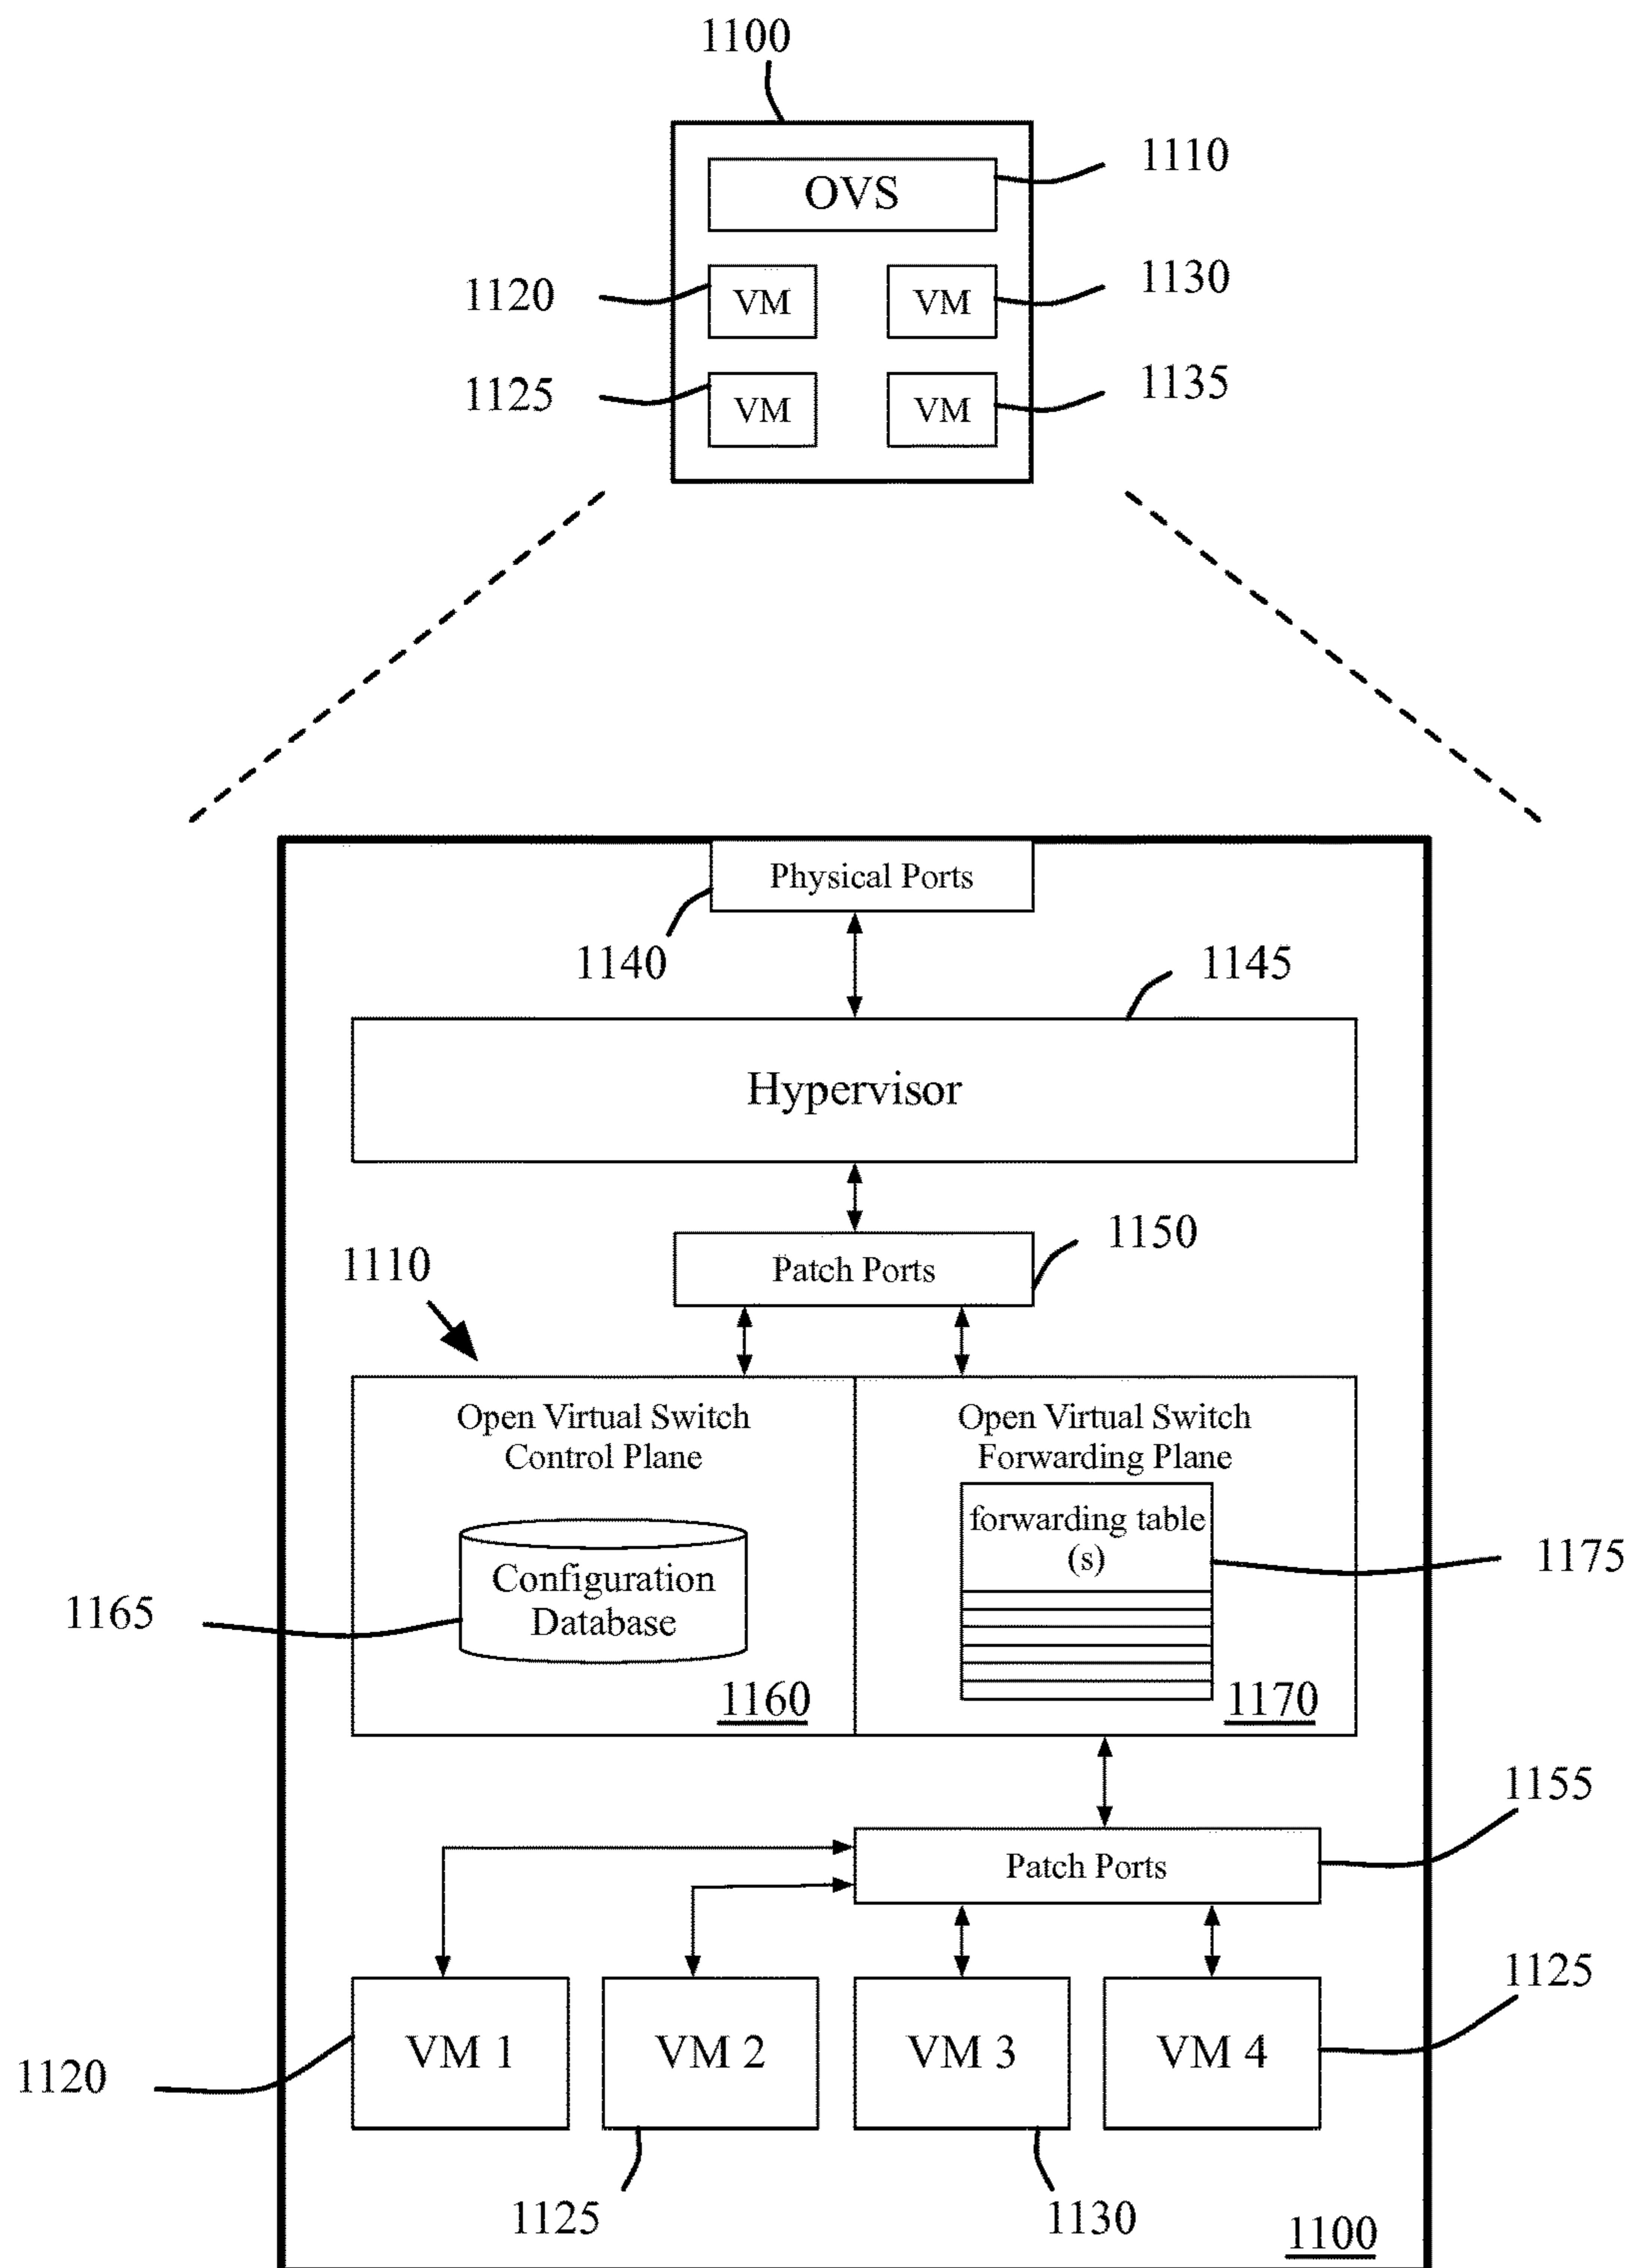 1100
OVS
1110
1120
VM
VM
1130
1125
VM
VM
1135
Physical Ports
1140
1145
Hypervisor
1150
Patch Ports
1110
Open Virtual Switch
Control Plane
Open Virtual Switch
Forwarding Plane
forwarding table
(s)
1175
Configuration
Database
1165
1160
1170
1155
Patch Ports
1125
VM 1
VM 2
VM 3
VM 4
1120
1125
1130
1100